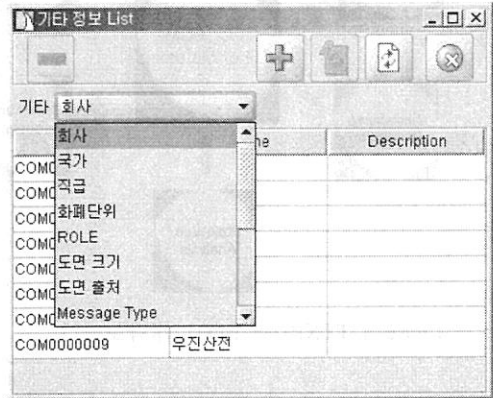 기타 정보 List
기타 회사
회사
국가
직급
화폐단위
ROLE
도면 크기
도면 출처
Message Type
Description
COM0000009 우진산전